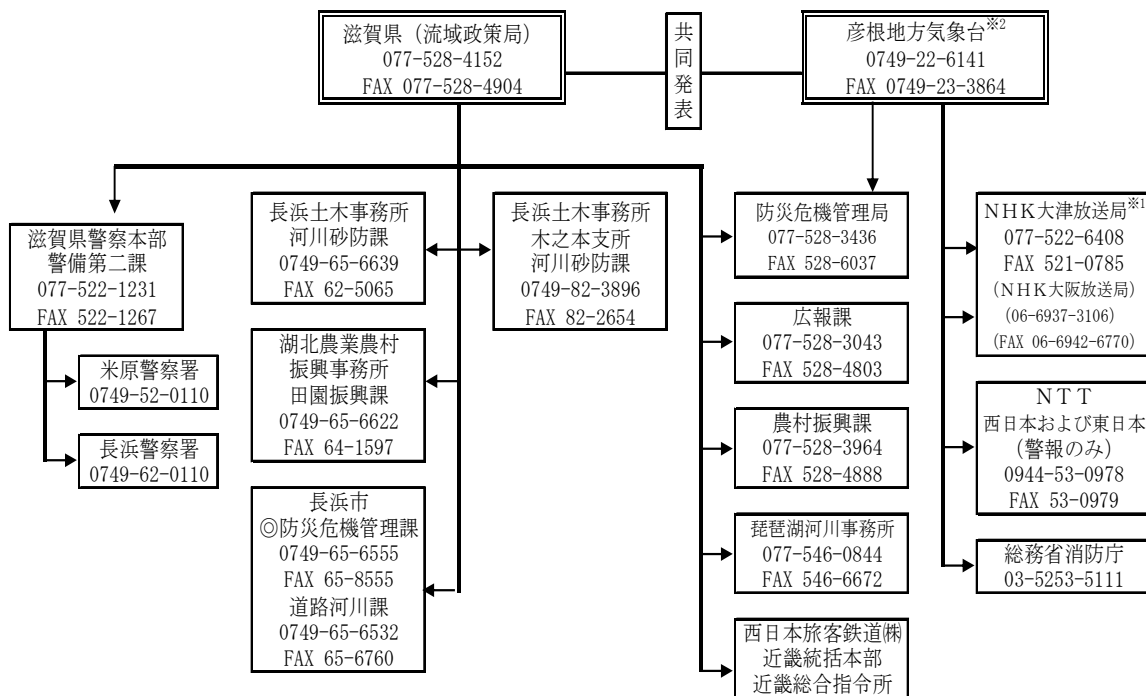 滋賀県（流域政策局）
077-528-4152
FAX 077-528-4904
共同発表
彦根地方気象台※2
0749-22-6141
FAX 0749-23-3864
滋賀県警察本部
警備第二課
077-522-1231
FAX 522-1267
米原警察署
0749-52-0110
長浜警察署
0749-62-0110
長浜土木事務所
河川砂防課
0749-65-6639
FAX 62-5065
湖北農業農村
振興事務所
田園振興課
0749-65-6622
FAX 64-1597
長浜市
◎防災危機管理課
0749-65-6555
FAX 65-8555
道路河川課
0749-65-6532
FAX 65-6760
長浜土木事務所
木之本支所
河川砂防課
0749-82-3896
FAX 82-2654
防災危機管理局
077-528-3436
FAX 528-6037
広報課
077-528-3043
FAX 528-4803
農村振興課
077-528-3964
FAX 528-4888
琵琶湖河川事務所
077-546-0844
FAX 546-6672
西日本旅客鉄道㈱
近畿統括本部
近畿総合指令所
NHK大津放送局※1
077-522-6408
FAX 521-0785
(NHK大阪放送局)
(06-6937-3106)
(FAX 06-6942-6770)
NTT
西日本および東日本
(警報のみ)
0944-53-0978
FAX 53-0979
総務省消防庁
03-5253-5111